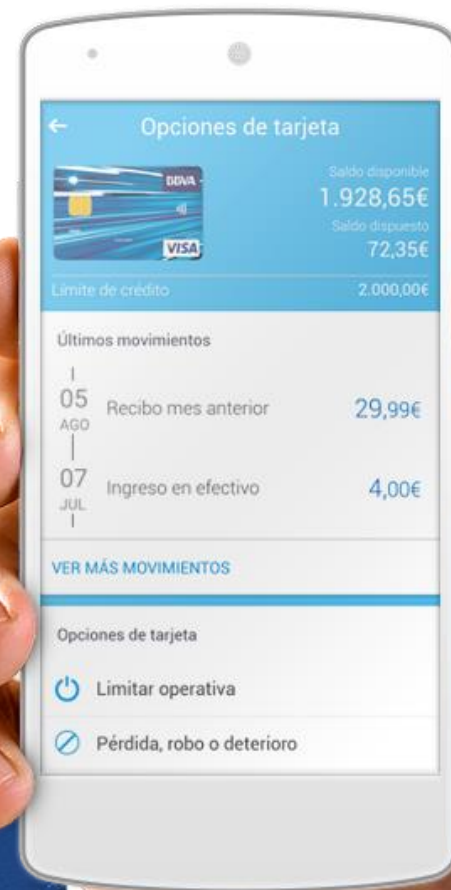 Opciones de tarjeta
BBVA
VISA
Saldo disponible
1.928,65€
Saldo dispuesto
72,35€
Límite de crédito 2.000,00€
Últimos movimientos
05 AGO Recibo mes anterior 29,99€
07 JUL Ingreso en efectivo 4,00€
VER MÁS MOVIMIENTOS
Opciones de tarjeta
Limitar operativa
Pérdida, robo o deterioro